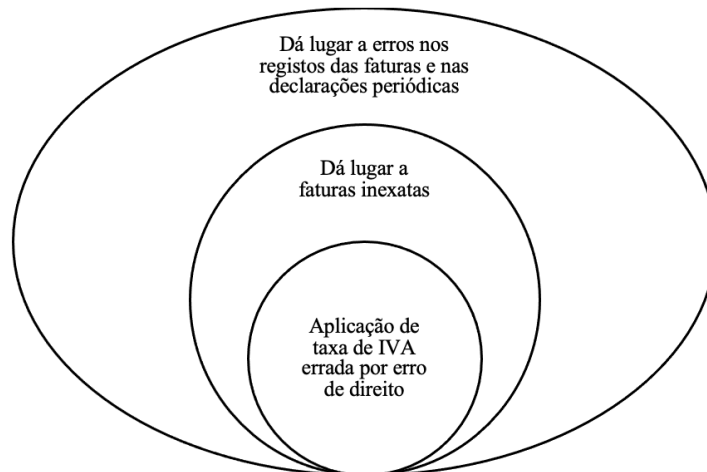 Dá lugar a erros nos
registos das faturas e nas
declarações periódicas
Dá lugar a
faturas inexatas
Aplicação de
taxa de IVA
errada por erro
de direito